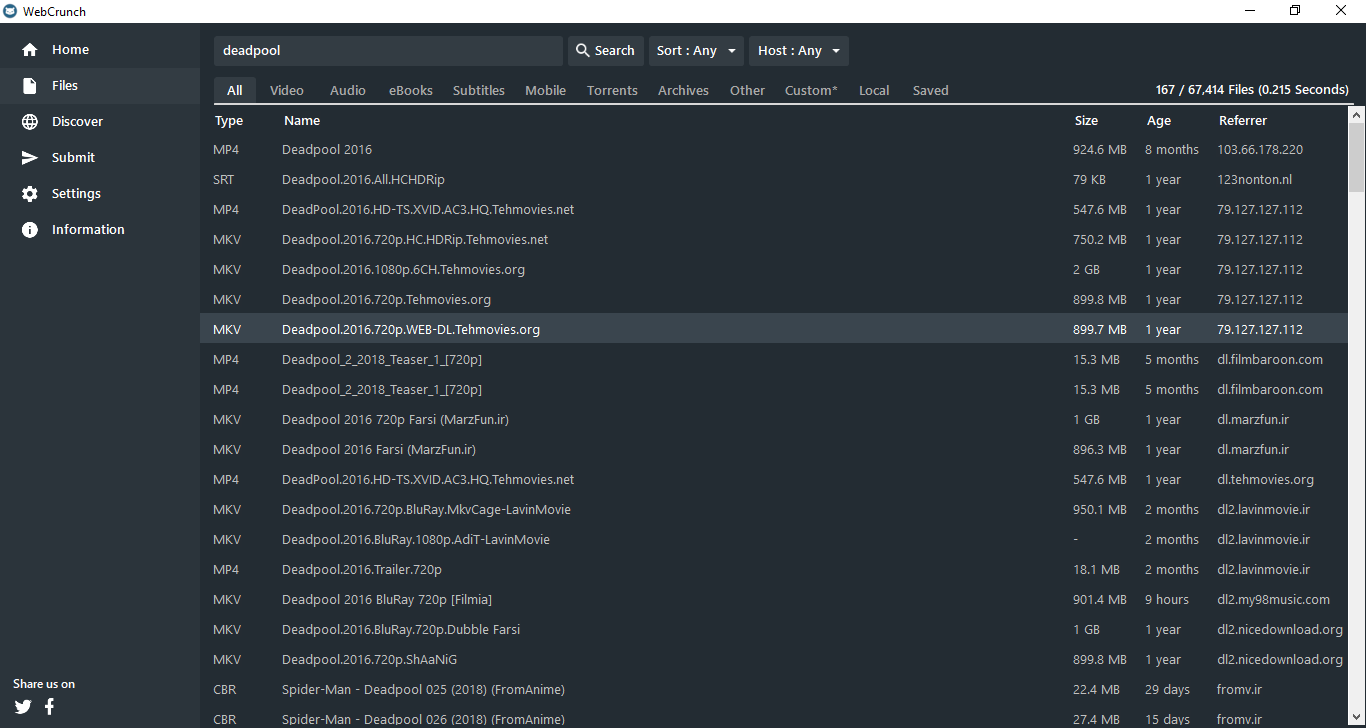 WebCrunch
Home
Files
Discover
Submit
Settings
Information
Share us on
deadpool
Search
Sort : Any
Host : Any
All Video Audio eBooks Subtitles Mobile Torrents Archives Other Custom* Local Saved
167 / 67,414 Files (0.215 Seconds)
Type Name Size Age Referrer
MP4 Deadpool 2016 924.6 MB 8 months 103.66.178.220
SRT Deadpool.2016.All.HCHDRip 79 KB 1 year 123nonton.nl
MP4 DeadPool.2016.HD-TS.XVID.AC3.HQ.Tehmovies.net 547.6 MB 1 year 79.127.127.112
MKV Deadpool.2016.720p.HC.HDRip.Tehmovies.net 750.2 MB 1 year 79.127.127.112
MKV Deadpool.2016.1080p.6CH.Tehmovies.org 2 GB 1 year 79.127.127.112
MKV Deadpool.2016.720p.Tehmovies.org 899.8 MB 1 year 79.127.127.112
MKV Deadpool.2016.720p.WEB-DL.Tehmovies.org 899.7 MB 1 year 79.127.127.112
MP4 Deadpool_2_2018_Teaser_1_[720p] 15.3 MB 5 months dl.filmbaroon.com
MP4 Deadpool_2_2018_Teaser_1_[720p] 15.3 MB 5 months dl.filmbaroon.com
MKV Deadpool 2016 720p Farsi (MarzFun.ir) 1 GB 1 year dl.marzfun.ir
MKV Deadpool 2016 Farsi (MarzFun.ir) 896.3 MB 1 year dl.marzfun.ir
MP4 DeadPool.2016.HD-TS.XVID.AC3.HQ.Tehmovies.net 547.6 MB 1 year dl.tehmovies.org
MKV Deadpool.2016.720p.BluRay.MkvCage-LavinMovie 950.1 MB 2 months dl2.lavinmovie.ir
MKV Deadpool.2016.BluRay.1080p.AdiT-LavinMovie - 2 months dl2.lavinmovie.ir
MP4 Deadpool.2016.Trailer.720p 18.1 MB 2 months dl2.lavinmovie.ir
MKV Deadpool 2016 BluRay 720p [Filmia] 901.4 MB 9 hours dl2.my98music.com
MKV Deadpool.2016.BluRay.720p.Dubble Farsi 1 GB 1 year dl2.nicedownload.org
MKV Deadpool.2016.720p.ShAaNiG 899.8 MB 1 year dl2.nicedownload.org
CBR Spider-Man - Deadpool 025 (2018) (FromAnime) 22.4 MB 29 days fromv.ir
CBR Spider-Man - Deadpool 026 (2018) (FromAnime) 27.4 MB 15 days fromv.ir